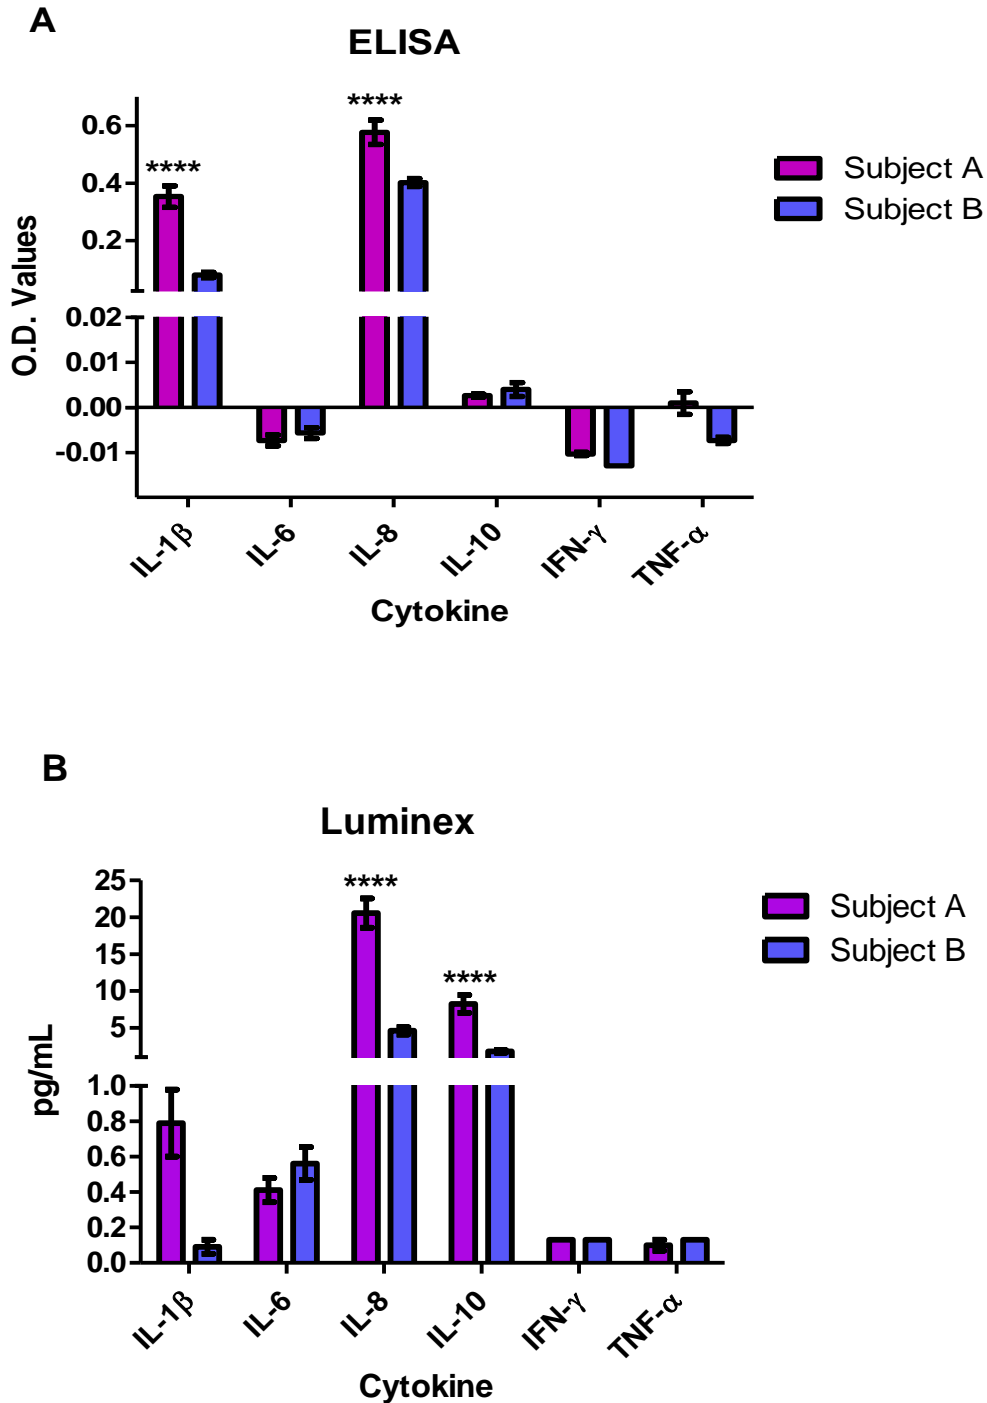 A
ELISA
****
****
Subject A
Subject B
O.D. Values
0.6
0.4
0.2
0.02
0.01
0.00
-0.01
IL-1β
IL-6
IL-8
IL-10
IFN-γ
TNF-α
Cytokine
B
Luminex
****
****
Subject A
Subject B
pg/mL
25
20
15
10
5
1.0
0.8
0.6
0.4
0.2
0.0
IL-1β
IL-6
IL-8
IL-10
IFN-γ
TNF-α
Cytokine